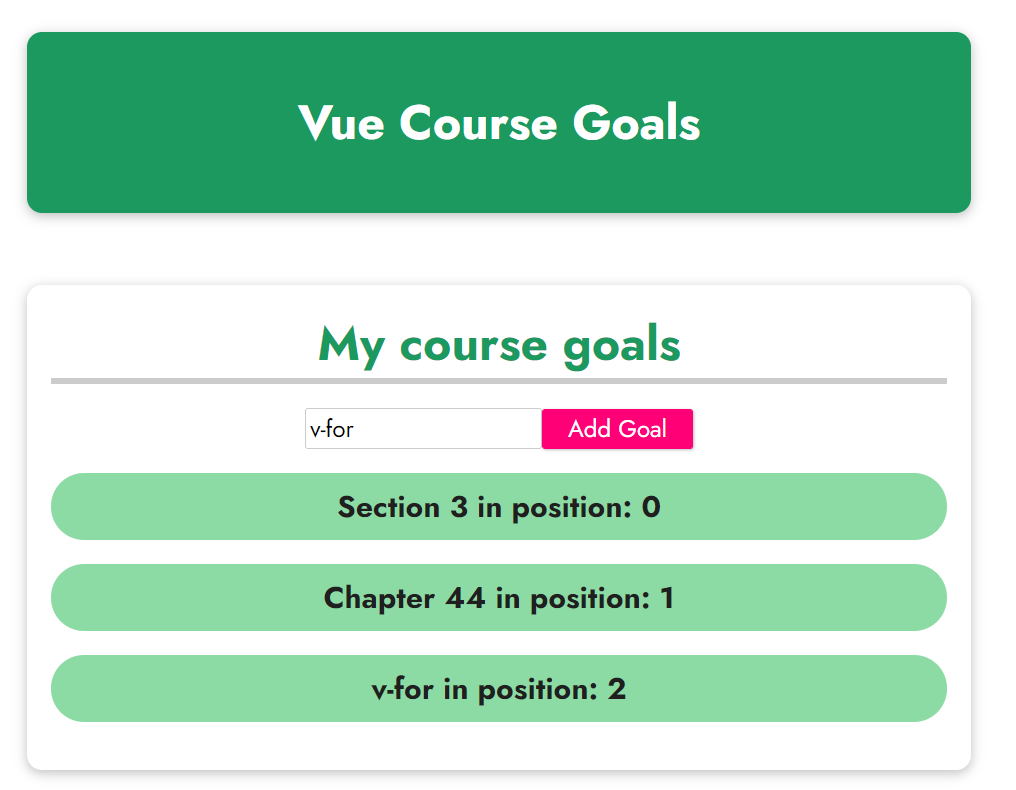 Vue Course Goals
My course goals
v-for Add Goal
Section 3 in position: 0
Chapter 44 in position: 1
v-for in position: 2